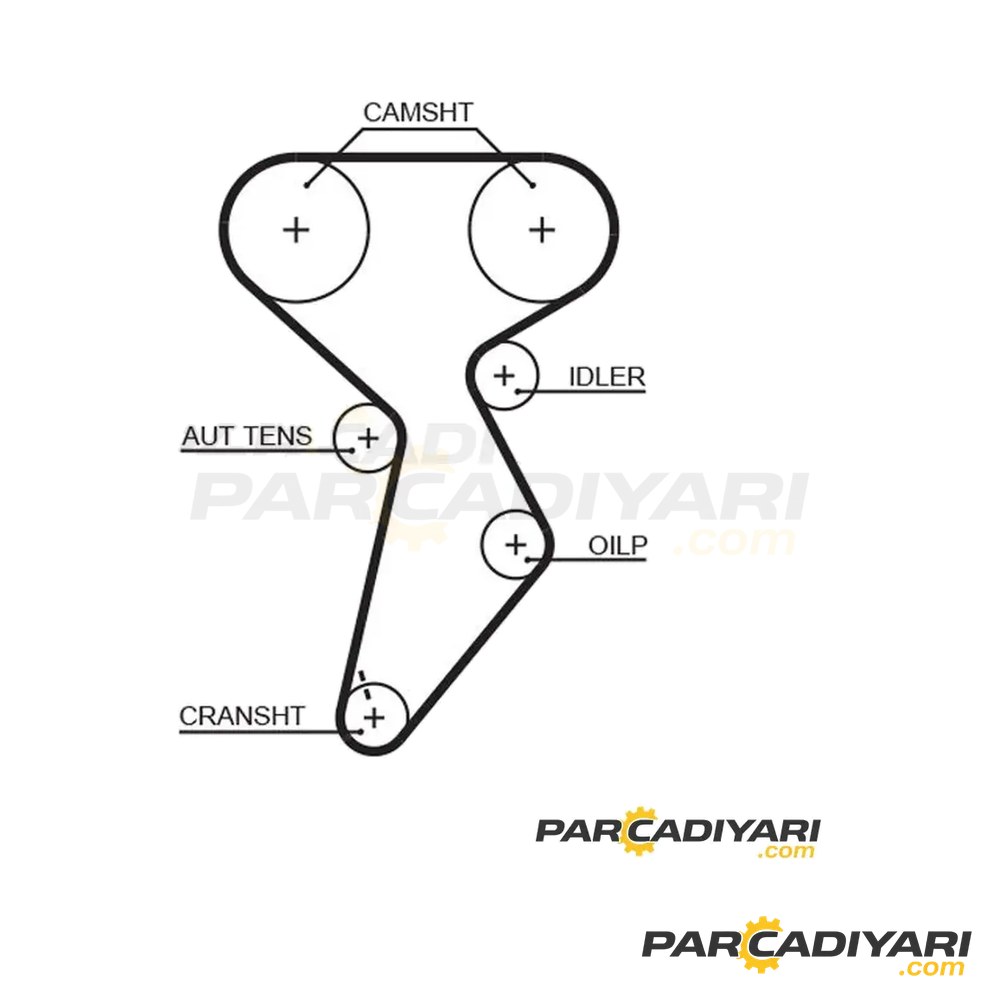 CAMSHT
IDLER
AUT TENS
PARCADIYARI
.com
OILP
CRANSHT
PARCADIYARI
.com
PARCADIYARI
.com